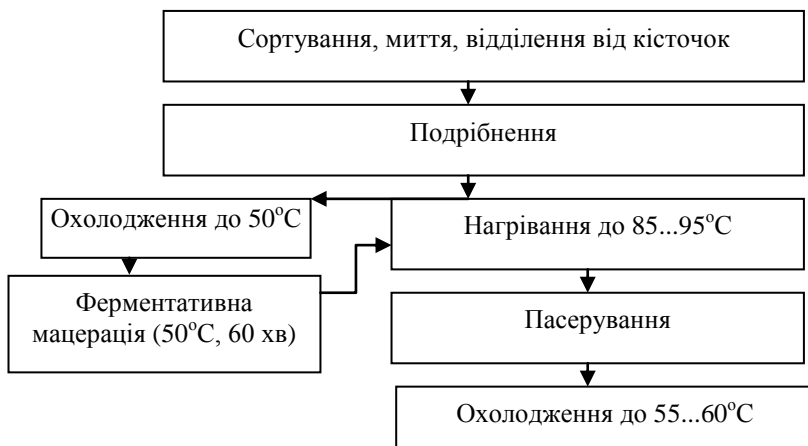 Сортування, миття, відділення від кісточок
Подрібнення
Охолодження до 50°С
Нагрівання до 85...95°С
Ферментативна
мацерація (50°С, 60 хв)
Пасерування
Охолодження до 55...60°С